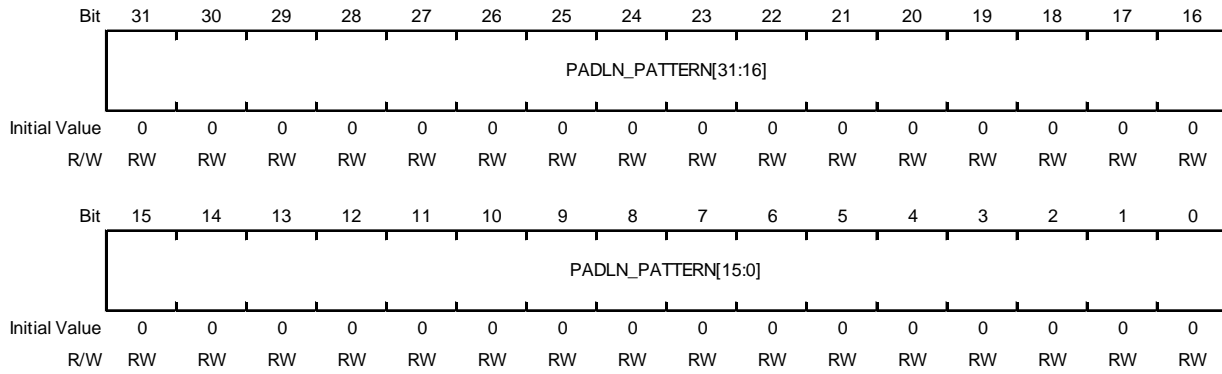 Bit 31 30 29 28 27 26 25 24 23 22 21 20 19 18 17 16
PADLN_PATTERN[31:16]
Initial Value 0 0 0 0 0 0 0 0 0 0 0 0 0 0 0 0
R/W RW RW RW RW RW RW RW RW RW RW RW RW RW RW RW RW
Bit 15 14 13 12 11 10 9 8 7 6 5 4 3 2 1 0
PADLN_PATTERN[15:0]
Initial Value 0 0 0 0 0 0 0 0 0 0 0 0 0 0 0 0
R/W RW RW RW RW RW RW RW RW RW RW RW RW RW RW RW RW